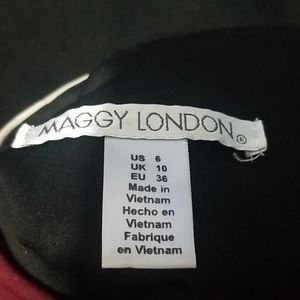 MAGGY LONDON®
US 6
UK 10
EU 36
Made in
Vietnam
Hecho en
Vietnam
Fabrique
en Vietnam